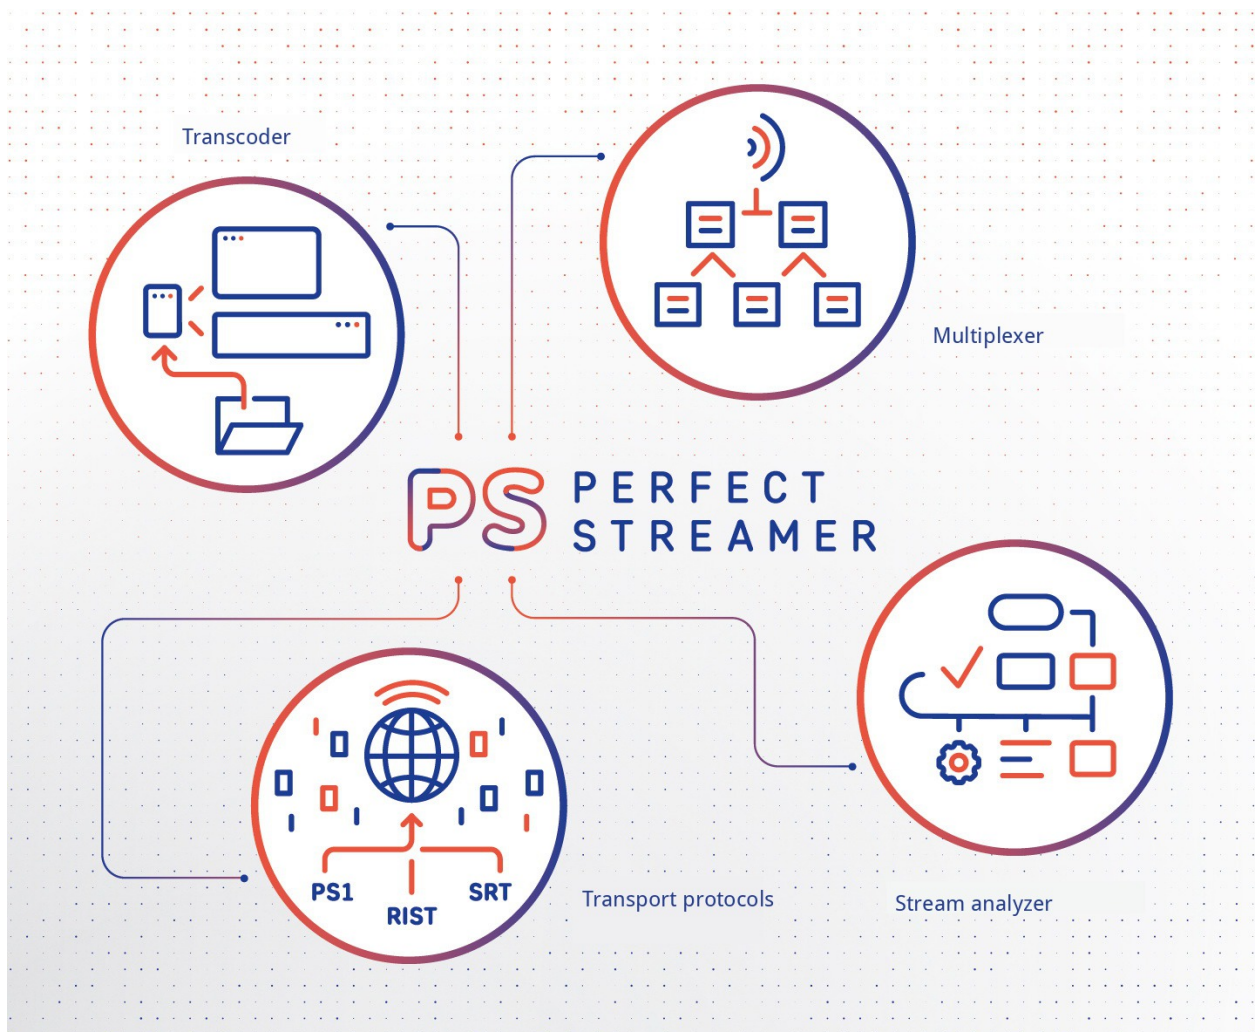 Transcoder
Multiplexer
PS PERFECT
STREAMER
PS1
RIST
SRT
Transport protocols
Stream analyzer